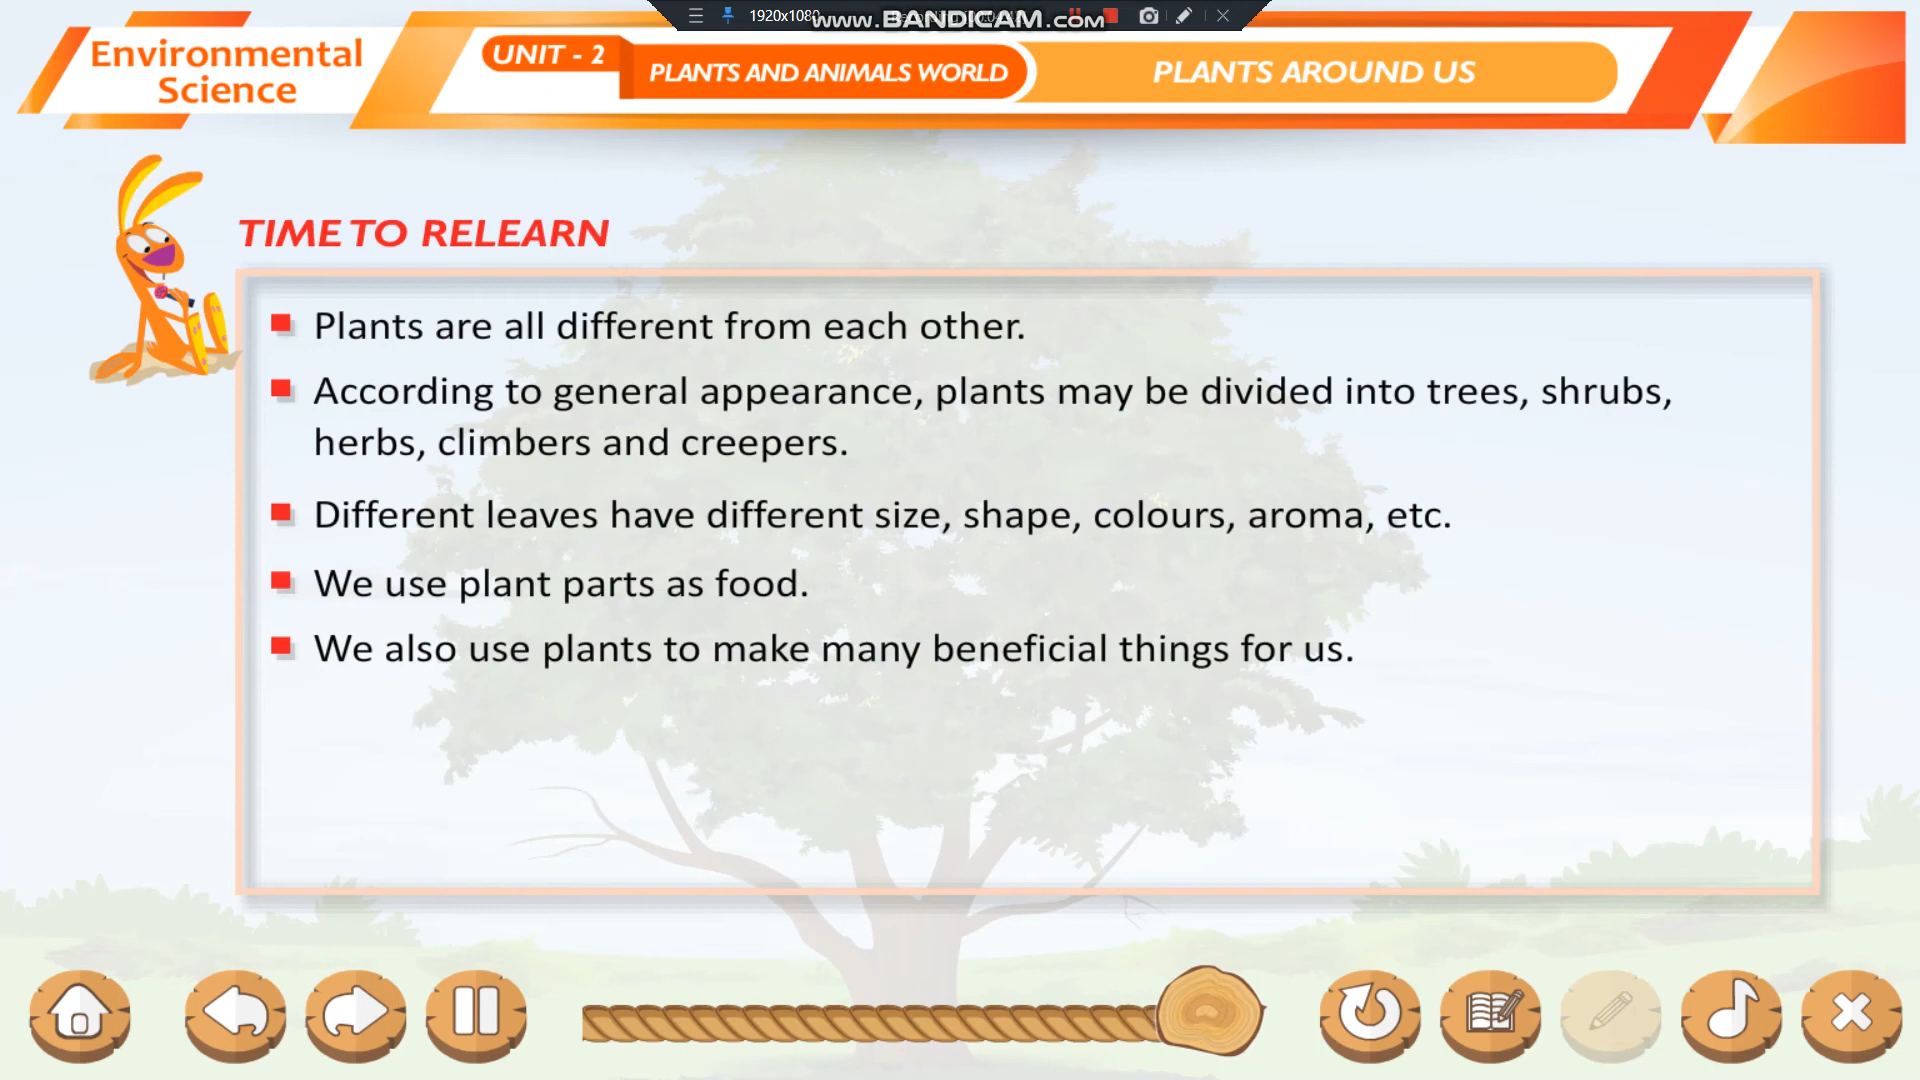 1920x1080
www.BANDICAM.com
Environmental
Science
UNIT - 2
PLANTS AND ANIMALS WORLD
PLANTS AROUND US
TIME TO RELEARN
Plants are all different from each other.
According to general appearance, plants may be divided into trees, shrubs,
herbs, climbers and creepers.
Different leaves have different size, shape, colours, aroma, etc.
We use plant parts as food.
We also use plants to make many beneficial things for us.